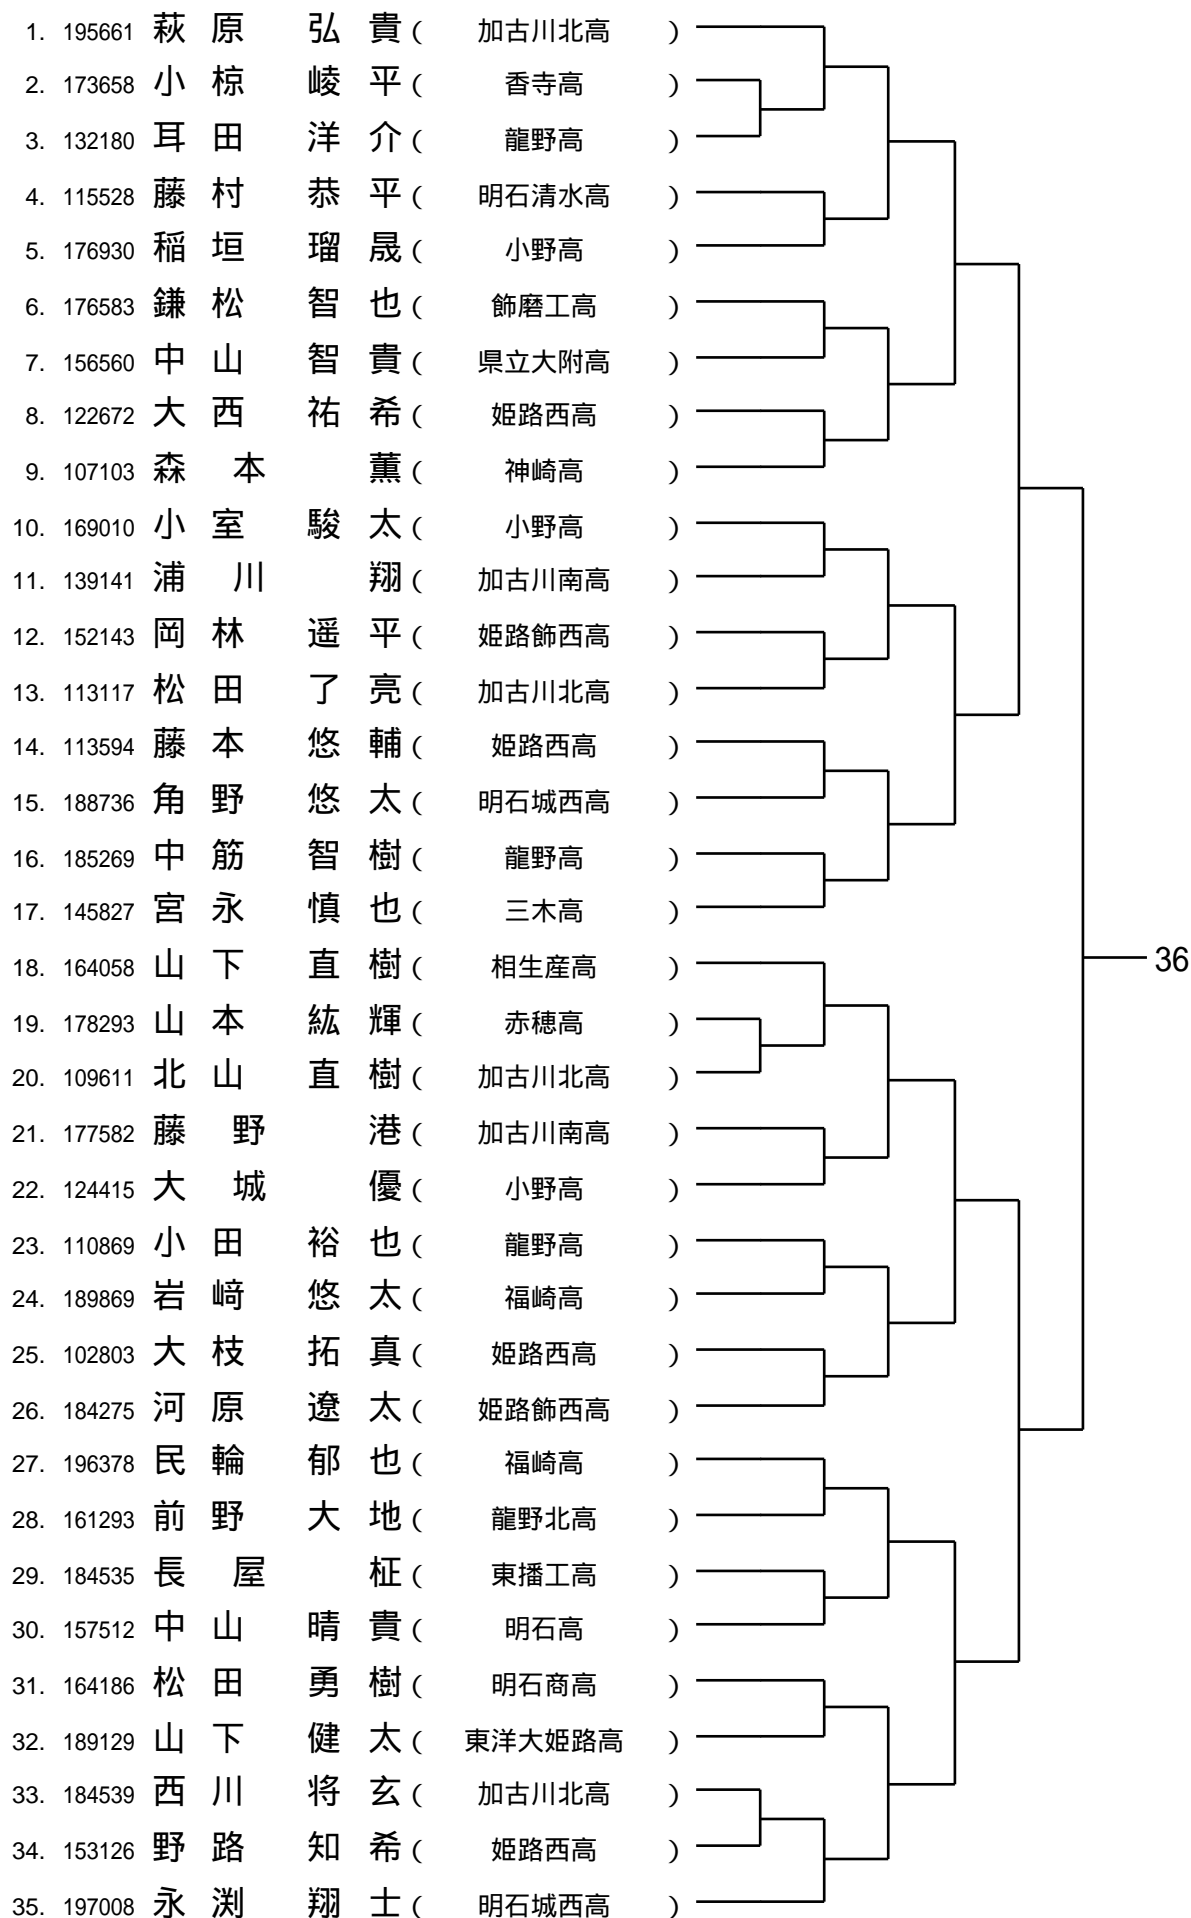 1. 195661 萩原 弘貴 ( 加古川北高 )
2. 173658 小椋 崚平 ( 香寺高 )
3. 132180 耳田 洋介 ( 龍野高 )
4. 115528 藤村 恭平 ( 明石清水高 )
5. 176930 稲垣 瑠晟 ( 小野高 )
6. 176583 鎌松 智也 ( 飾磨工高 )
7. 156560 中山 智貴 ( 県立大附高 )
8. 122672 大西 祐希 ( 姫路西高 )
9. 107103 森本 薫 ( 神崎高 )
10. 169010 小室 駿太 ( 小野高 )
11. 139141 浦川 翔 ( 加古川南高 )
12. 152143 岡林 遥平 ( 姫路飾西高 )
13. 113117 松田 了亮 ( 加古川北高 )
14. 113594 藤本 悠輔 ( 姫路西高 )
15. 188736 角野 悠太 ( 明石城西高 )
16. 185269 中筋 智樹 ( 龍野高 )
17. 145827 宮永 慎也 ( 三木高 )
18. 164058 山下 直樹 ( 相生産高 )
36
19. 178293 山本 紘輝 ( 赤穂高 )
20. 109611 北山 直樹 ( 加古川北高 )
21. 177582 藤野 港 ( 加古川南高 )
22. 124415 大城 優 ( 小野高 )
23. 110869 小田 裕也 ( 龍野高 )
24. 189869 岩﨑 悠太 ( 福崎高 )
25. 102803 大枝 拓真 ( 姫路西高 )
26. 184275 河原 遼太 ( 姫路飾西高 )
27. 196378 民輪 郁也 ( 福崎高 )
28. 161293 前野 大地 ( 龍野北高 )
29. 184535 長屋 柾 ( 東播工高 )
30. 157512 中山 晴貴 ( 明石高 )
31. 164186 松田 勇樹 ( 明石商高 )
32. 189129 山下 健太 ( 東洋大姫路高 )
33. 184539 西川 将玄 ( 加古川北高 )
34. 153126 野路 知希 ( 姫路西高 )
35. 197008 永渕 翔士 ( 明石城西高 )